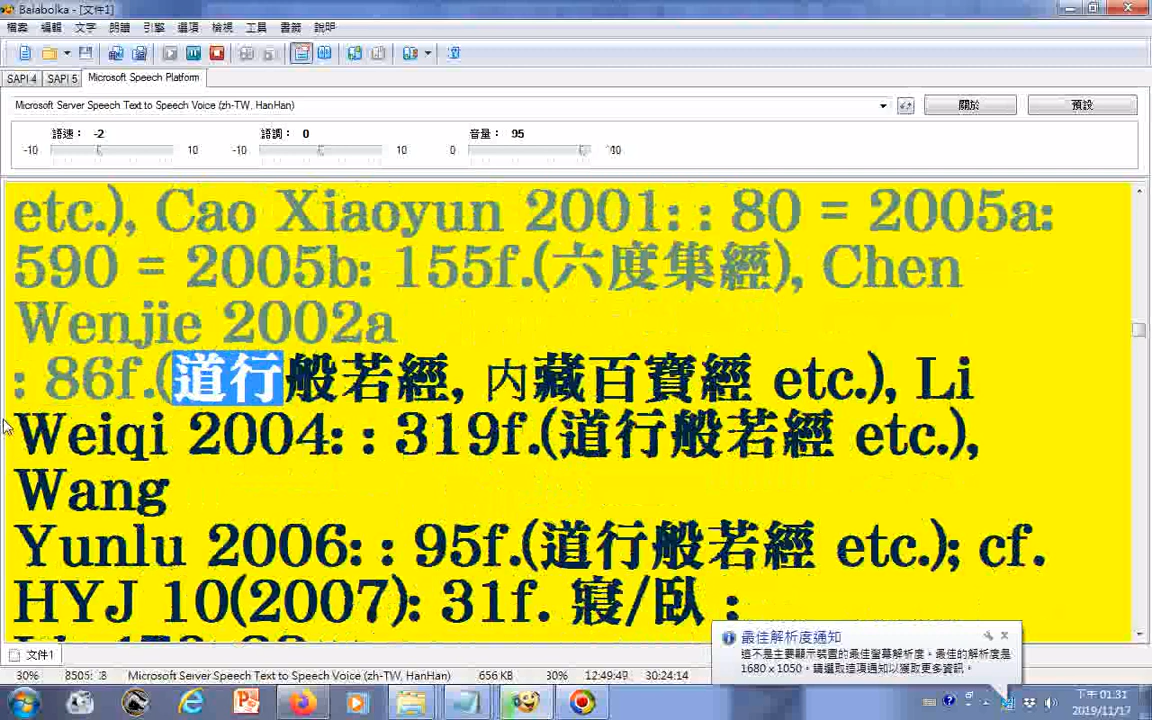 Balabolka - [文件1]
檔案 編輯 文字 朗讀 引擎 選項 檢視 工具 書籤 說明
SAPI 4 SAPI 5 Microsoft Speech Platform
Microsoft Server Speech Text to Speech Voice (zh-TW, HanHan)
關於 預設
語速： -2 語調： 0 音量： 95
-10 10 -10 10 0
etc.), Cao Xiaoyun 2001: : 80 = 2005a:
590 = 2005b: 155f.(六度集經), Chen
Wenjie 2002a
: 86f.(道行般若經, 内藏百寶經 etc.), Li
Weiqi 2004: : 319f.(道行般若經 etc.),
Wang
Yunlu 2006: : 95f.(道行般若經 etc.); cf.
HYJ 10(2007): 31f. 寢/臥 :
最佳解析度通知
這不是主要顯示裝置的最佳螢幕解析度。最佳的解析度是
1680 x 1050。請選取這項通知以獲取更多資訊。
文件1
30% Microsoft Server Speech Text to Speech Voice (zh-TW, HanHan) 656 KB 30% 12:49:49 30:24:14
下午 01:31
2019/11/17